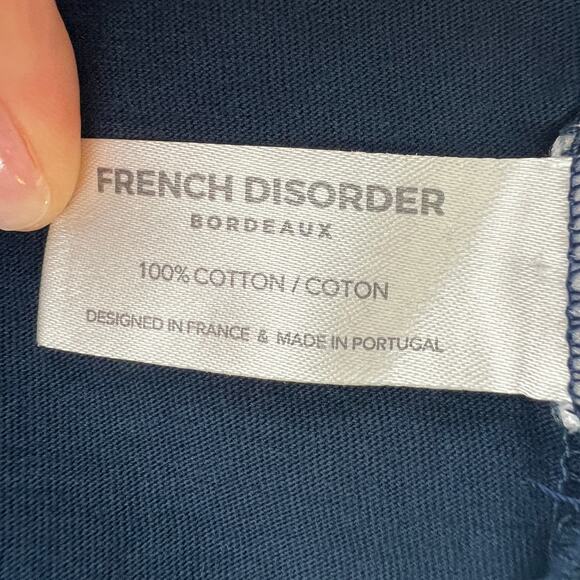 FRENCH DISORDER
BORDEAUX
100% COTTON / COTON
DESIGNED IN FRANCE & MADE IN PORTUGAL